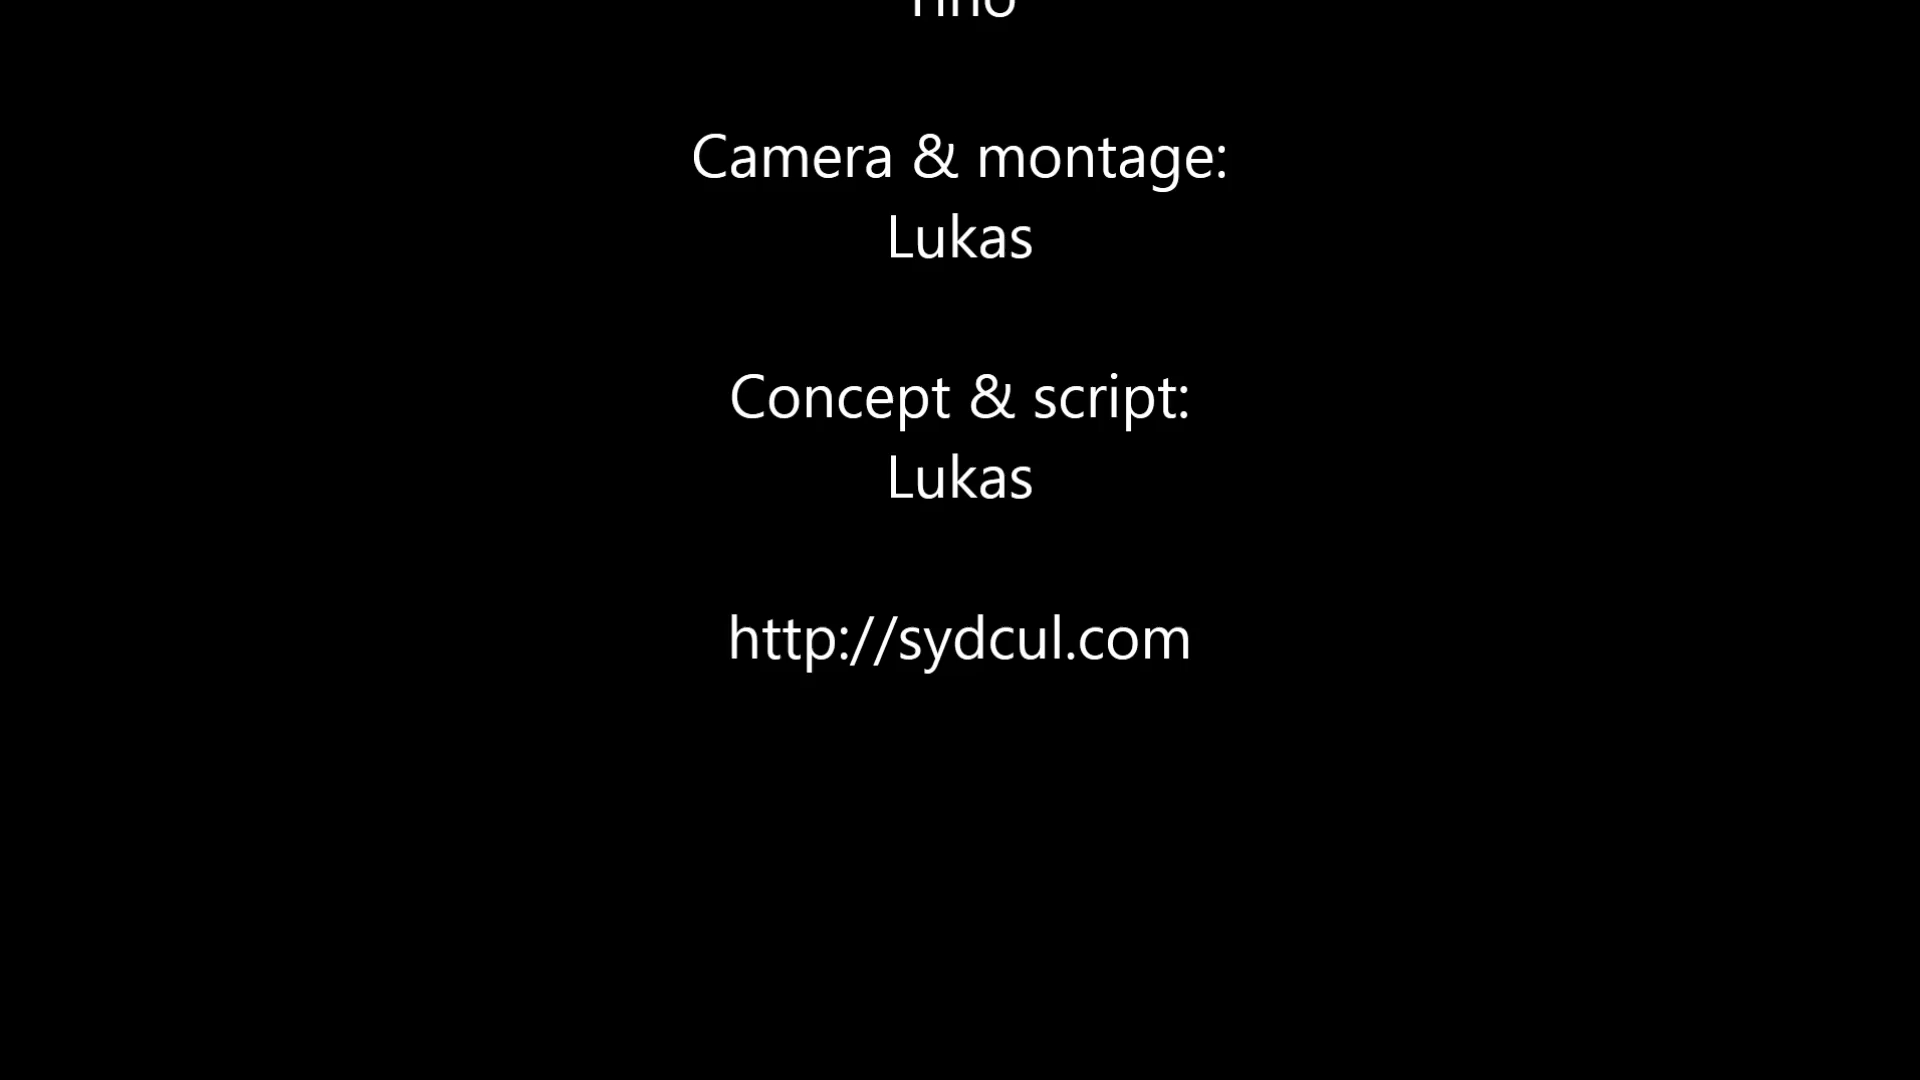 Camera & montage:
Lukas
Concept & script:
Lukas
http://sydcul.com